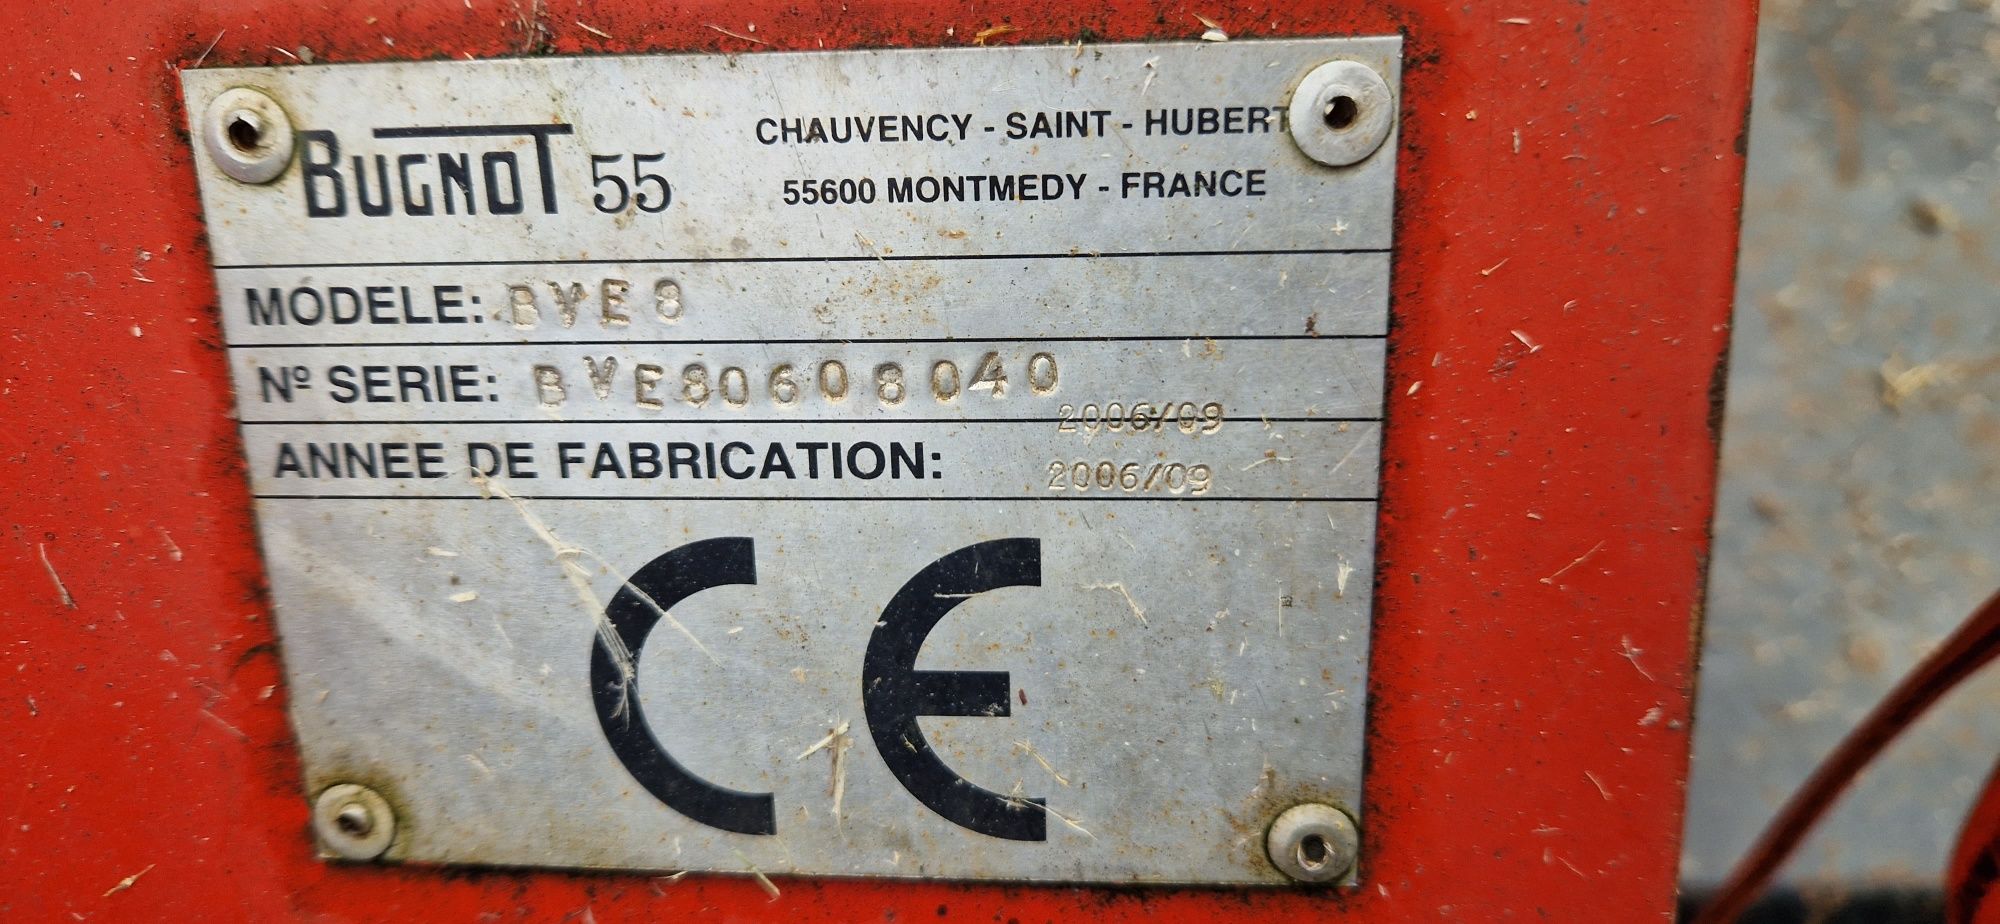 BUGNOT 55
CHAUVENCY - SAINT - HUBERT
55600 MONTMEDY - FRANCE
MODELE: BVE8
Nº SERIE: BVE80608040
2006/09
ANNEE DE FABRICATION: 2006/09
CE